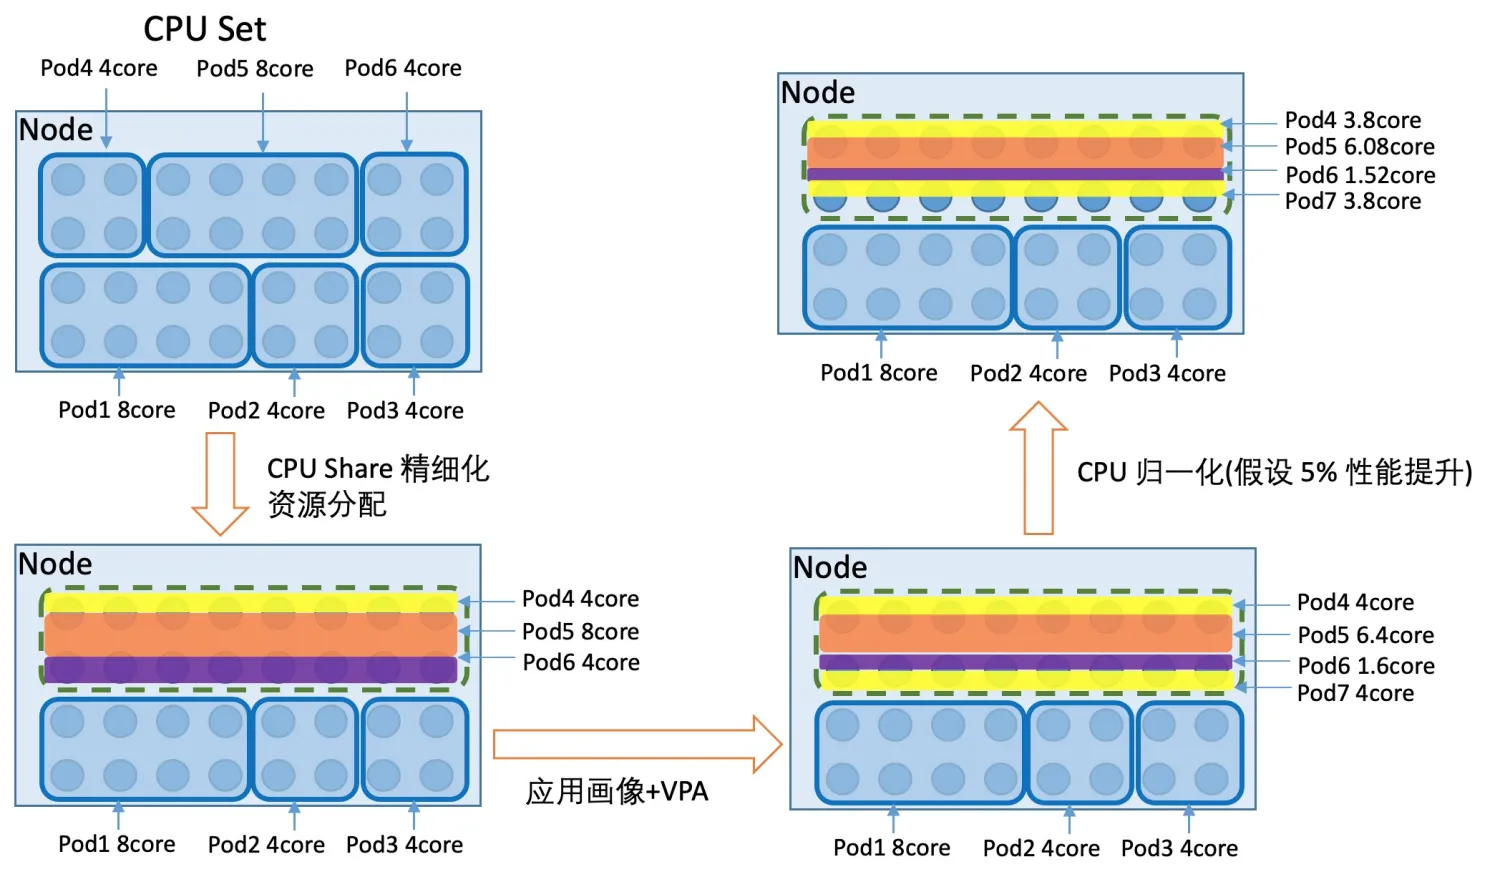 CPU Set
Pod4 4core
Pod5 8core
Pod6 4core
Node
Pod1 8core
Pod2 4core
Pod3 4core
CPU Share 精细化
资源分配
Node
Pod4 4core
Pod5 8core
Pod6 4core
Pod1 8core
Pod2 4core
Pod3 4core
应用画像+VPA
Node
Pod4 4core
Pod5 6.4core
Pod6 1.6core
Pod7 4core
Pod1 8core
Pod2 4core
Pod3 4core
CPU 归一化(假设 5% 性能提升)
Node
Pod4 3.8core
Pod5 6.08core
Pod6 1.52core
Pod7 3.8core
Pod1 8core
Pod2 4core
Pod3 4core